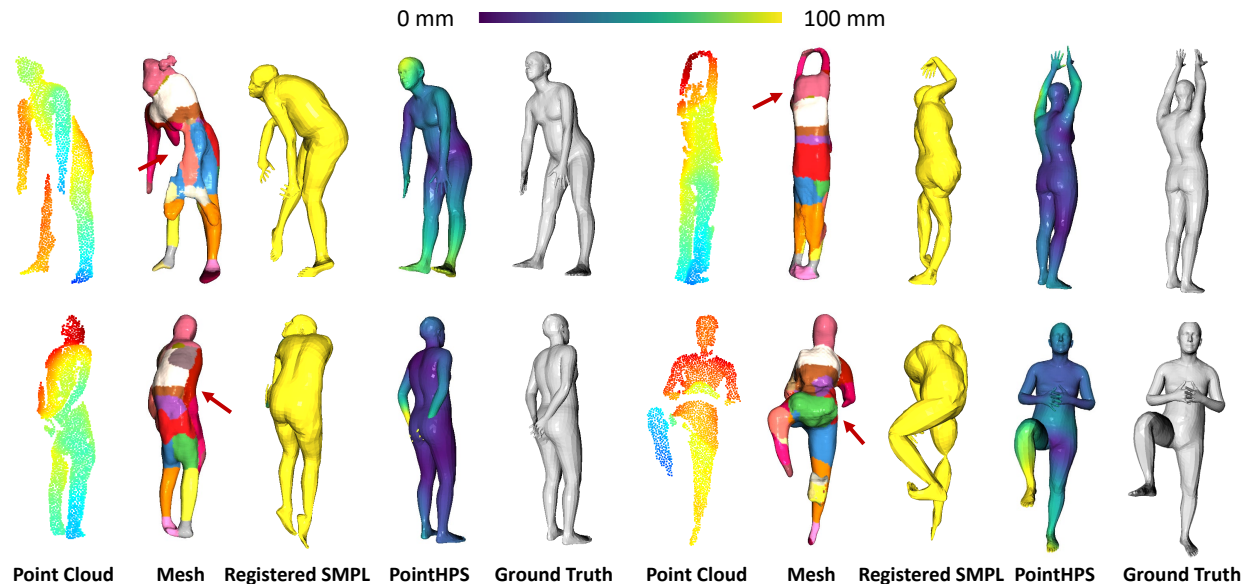 0 mm 100 mm
Point Cloud Mesh Registered SMPL PointHPS Ground Truth Point Cloud Mesh Registered SMPL PointHPS Ground Truth